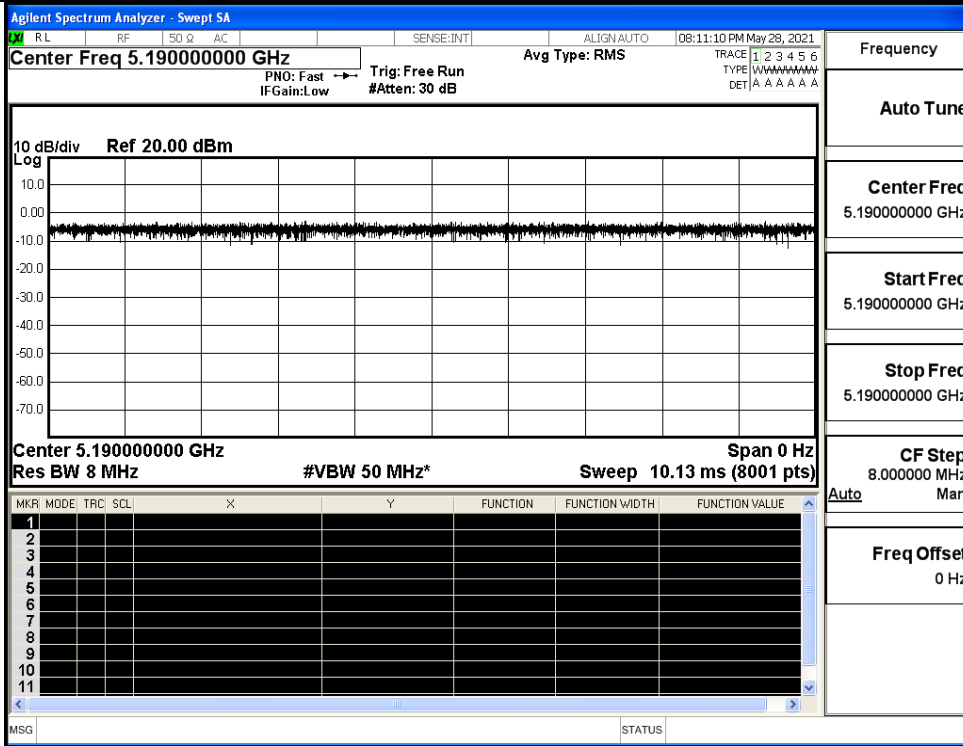 Agilent Spectrum Analyzer - Swept SA
LXI RL RF 50 Ω AC SENSE:INT ALIGN AUTO 08:11:10 PM May 28, 2021
Center Freq 5.190000000 GHz Avg Type: RMS TRACE 1 2 3 4 5 6
PNO: Fast Trig: Free Run TYPE WWWWWW
IFGain:Low #Atten: 30 dB DET A A A A A A
10 dB/div Ref 20.00 dBm
Log
10.0
0.00
-10.0
-20.0
-30.0
-40.0
-50.0
-60.0
-70.0
Center 5.190000000 GHz Span 0 Hz
Res BW 8 MHz #VBW 50 MHz* Sweep 10.13 ms (8001 pts)
MKR MODE TRC SCL X Y FUNCTION FUNCTION WIDTH FUNCTION VALUE
1
2
3
4
5
6
7
8
9
10
11
MSG STATUS
Frequency
Auto Tune
Center Freq
5.190000000 GHz
Start Freq
5.190000000 GHz
Stop Freq
5.190000000 GHz
CF Step
8.000000 MHz
Auto Man
Freq Offset
0 Hz